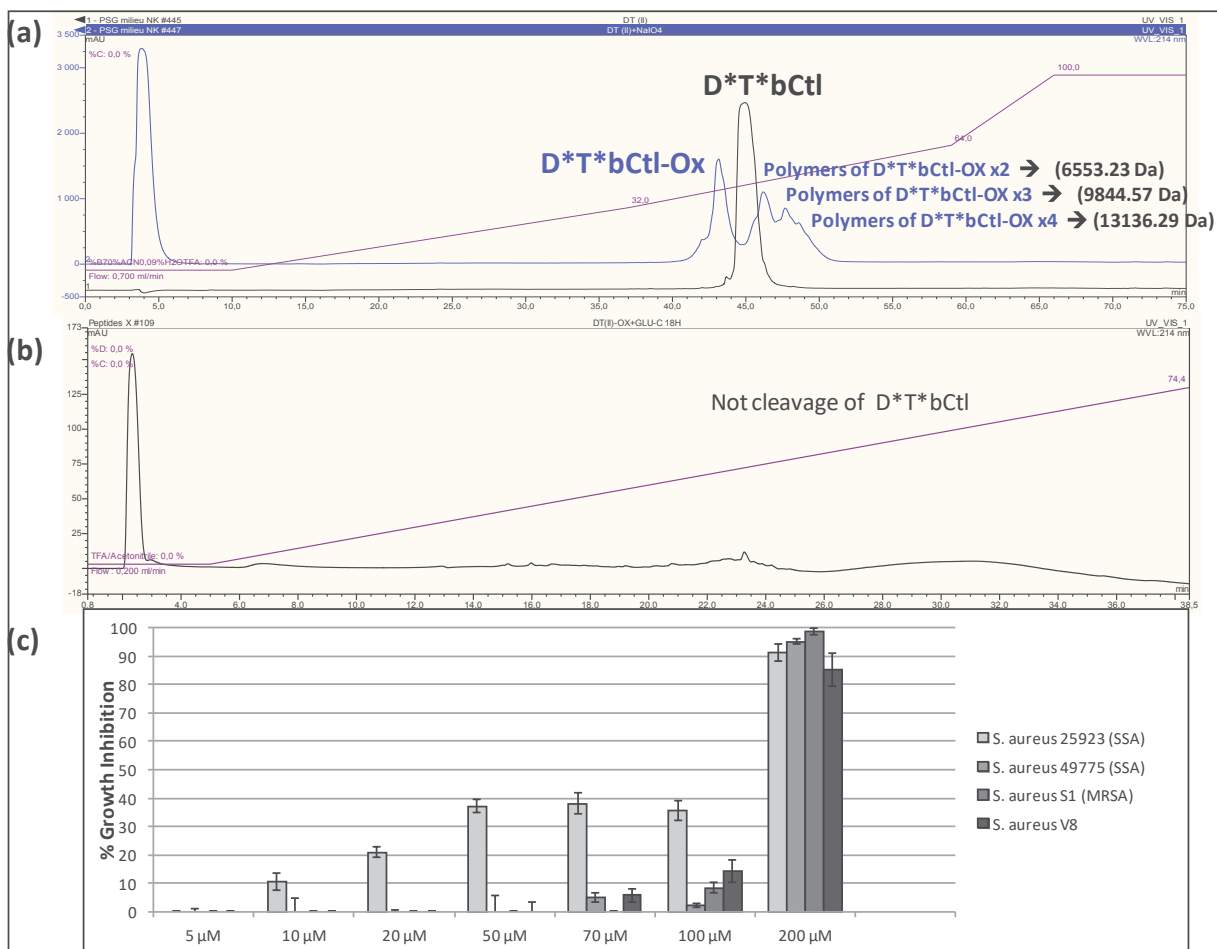 (a)
1 - PSG milieu NK #445 DT (II) UV_VIS_1
2 - PSG milieu NK #447 DT (II)+NaIO4 UV_VIS_1
mAU WVL:214 nm
3 500
%C: 0,0 %
3 000
2 000
1 000
-500
100,0
64,0
32,0
D*T*bCtl
D*T*bCtl-Ox
Polymers of D*T*bCtl-OX x2 ➔ (6553.23 Da)
Polymers of D*T*bCtl-OX x3 ➔ (9844.57 Da)
Polymers of D*T*bCtl-OX x4 ➔ (13136.29 Da)
2
%B70%ACN0,09%H2OTFA: 0,0 %
Flow: 0,700 ml/min
1
min
0,0 5,0 10,0 15,0 20,0 25,0 30,0 35,0 40,0 45,0 50,0 55,0 60,0 65,0 70,0 75,0
(b)
Peptides X #109 DT(II)-OX+GLU-C 18H UV_VIS_1
173
mAU WVL:214 nm
%D: 0,0 %
%C: 0,0 %
125
100
75
50
25
-18
74,4
Not cleavage of D*T*bCtl
TFA/Acetonitrile: 0,0 %
Flow : 0,200 ml/min
min
0,8 4,0 6,0 8,0 10,0 12,0 14,0 16,0 18,0 20,0 22,0 24,0 26,0 28,0 30,0 32,0 34,0 36,0 38,5
(c)
% Growth Inhibition
100
90
80
70
60
50
40
30
20
10
0
5 µM 10 µM 20 µM 50 µM 70 µM 100 µM 200 µM
S. aureus 25923 (SSA)
S. aureus 49775 (SSA)
S. aureus S1 (MRSA)
S. aureus V8